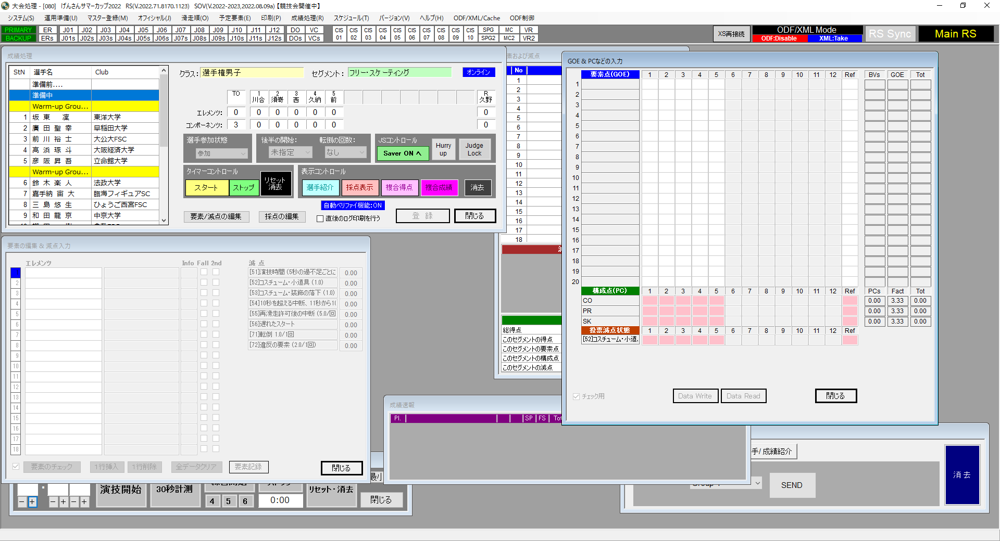 大会処理 - [080]　げんさんサマーカップ2022　RS(V.2022.71.8170.1123)　SOV(V.2022-2023,2022.08.09a)【競技会開催中】
システム(S)　運用準備(U)　マスター登録(M)　オフィシャル(J)　滑走順(O)　予定要素(E)　印刷(P)　成績処理(R)　スケジュール(T)　バージョン(V)　ヘルプ(H)　ODF/XML/Cache　ODF制御
PRIMARY ER J01 J02 J03 J04 J05 J06 J07 J08 J09 J10 J11 J12 DO VC CIS CIS CIS CIS CIS CIS CIS CIS CIS CIS SPG MC VR XS再接続 ODF/XML Mode RS Sync Main RS
BACKUP ERs J01s J02s J03s J04s J05s J06s J07s J08s J09s J10s J11s J12s DOs VCs 01 02 03 04 05 06 07 08 09 10 SPG2 MC2 VR2 ODF:Disable XML:Take
成績処理
StN 選手名 Club
準備前....
準備中
Warm-up Grou...
1 坂 東 凛 東洋大学
2 廣 田 聖 幸 早稲田大学
3 前 川 裕 士 大公大FSC
4 高 浜 琢 斗 大阪経済大学
5 彦 阪 昇 吾 立命館大学
Warm-up Grou...
6 鈴 木 楽 人 法政大学
7 嘉手納 宙 大 臨海フィギュアSC
8 三 島 悠 生 ひょうご西宮FSC
9 和 田 龍 京 中京大学
クラス: 選手権男子 セグメント: フリー・スケーティング オンライン
TO 1 2 3 4 5 R
川合 須嵜 西 久納 前 久野
エレメンツ: 0 0 0 0 0 0 0
コンポーネンツ: 3 0 0 0 0 0 0
選手参加状態 後半の開始: 転倒の回数: JSコントロール
参加 未指定 なし Saver ON へ Hurry up Judge Lock
タイマーコントロール 表示コントロール
スタート ストップ リセット 消去 選手紹介 採点表示 複合得点 複合成績 消去
自動ベリファイ機能:ON
要素/減点の編集 採点の編集 直後のログ印刷を行う 登 録 閉じる
素および減点
No
1
2
3
4
5
6
7
8
9
10
11
12
13
14
15
16
17
18
総得点
このセグメントの得点
このセグメントの要素点
このセグメントの構成点
このセグメントの減点
GOE & PCなどの入力
要素点(GOE) 1 2 3 4 5 6 7 8 9 10 11 12 Ref BVs GOE Tot
1
2
3
4
5
6
7
8
9
10
11
12
13
14
15
16
17
18
19
20
構成点(PC) 1 2 3 4 5 6 7 8 9 10 11 12 Ref PCs Fact Tot
CO 0.00 3.33 0.00
PR 0.00 3.33 0.00
SK 0.00 3.33 0.00
投票減点状態 1 2 3 4 5 6 7 8 9 10 11 12 Ref
[52]コスチューム・小道
チェック用 Data Write Data Read 閉じる
要素の編集 & 減点入力
エレメンツ Info Fall 2nd 減 点
[51]演技時間 (5秒の過不足ごとに 0.00
2 [52]コスチューム・小道具 (1.0) 0.00
3 [53]コスチューム・装飾の落下 (1.0) 0.00
4 [54]10秒を超える中断、11秒から10 0.00
5 [55]再滑走許可後の中断 (5.0/回 0.00
6 [56]遅れたスタート 0.00
7 [71]転倒 1.0/1回 0.00
8 [72]違反の要素 (2.0/1回) 0.00
9
10
11
12
13
14
15
16
17
18
要素のチェック 1行挿入 1行削除 全データクリア 要素記録 閉じる
成績速報
Pl. SP FS Tot
最小
演技開始 30秒計測 リセット・消去
− + − + − + 4 5 6 0:00 閉じる
手/ 成績紹介
SEND
消 去